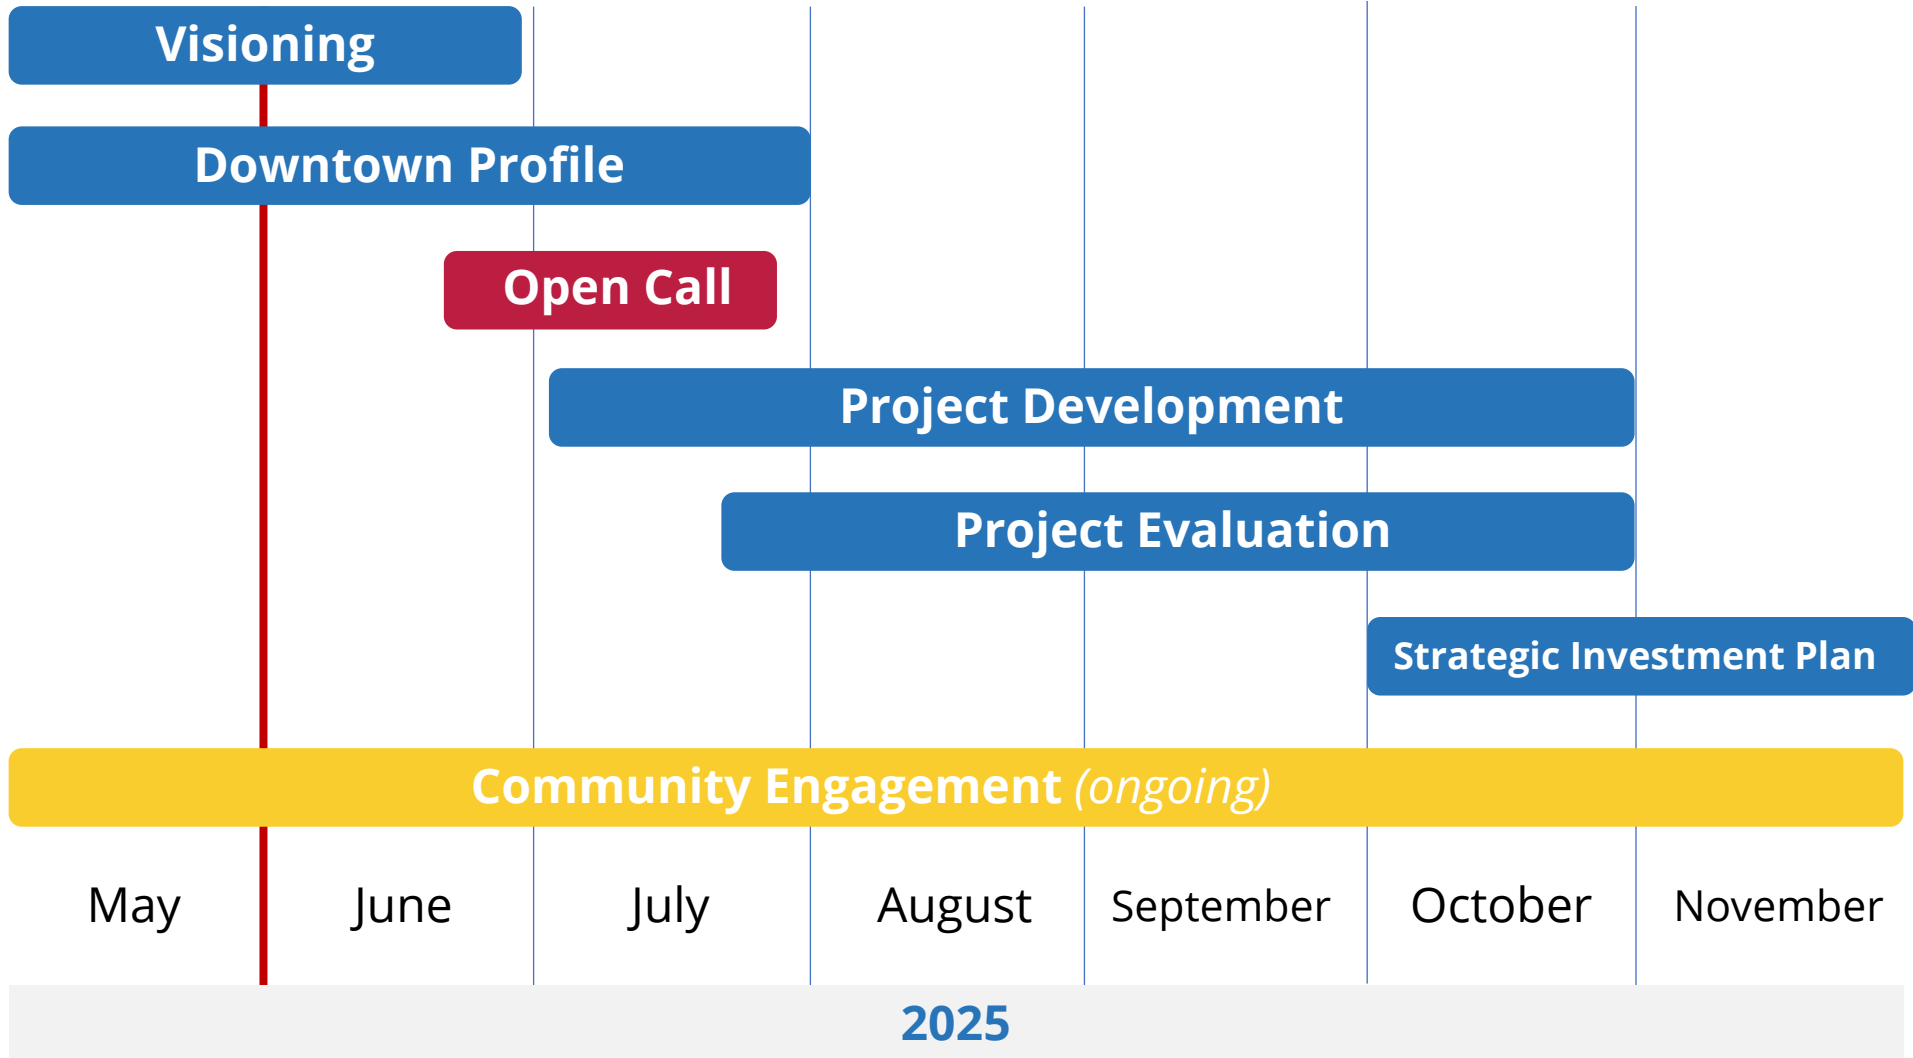 Visioning
Downtown Profile
Open Call
Project Development
Project Evaluation
Strategic Investment Plan
Community Engagement (ongoing)
May June July August September October November
2025